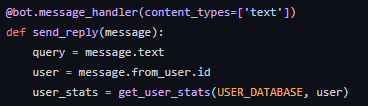 @bot.message_handler(content_types=['text'])
def send_reply(message):
    query = message.text
    user = message.from_user.id
    user_stats = get_user_stats(USER_DATABASE, user)